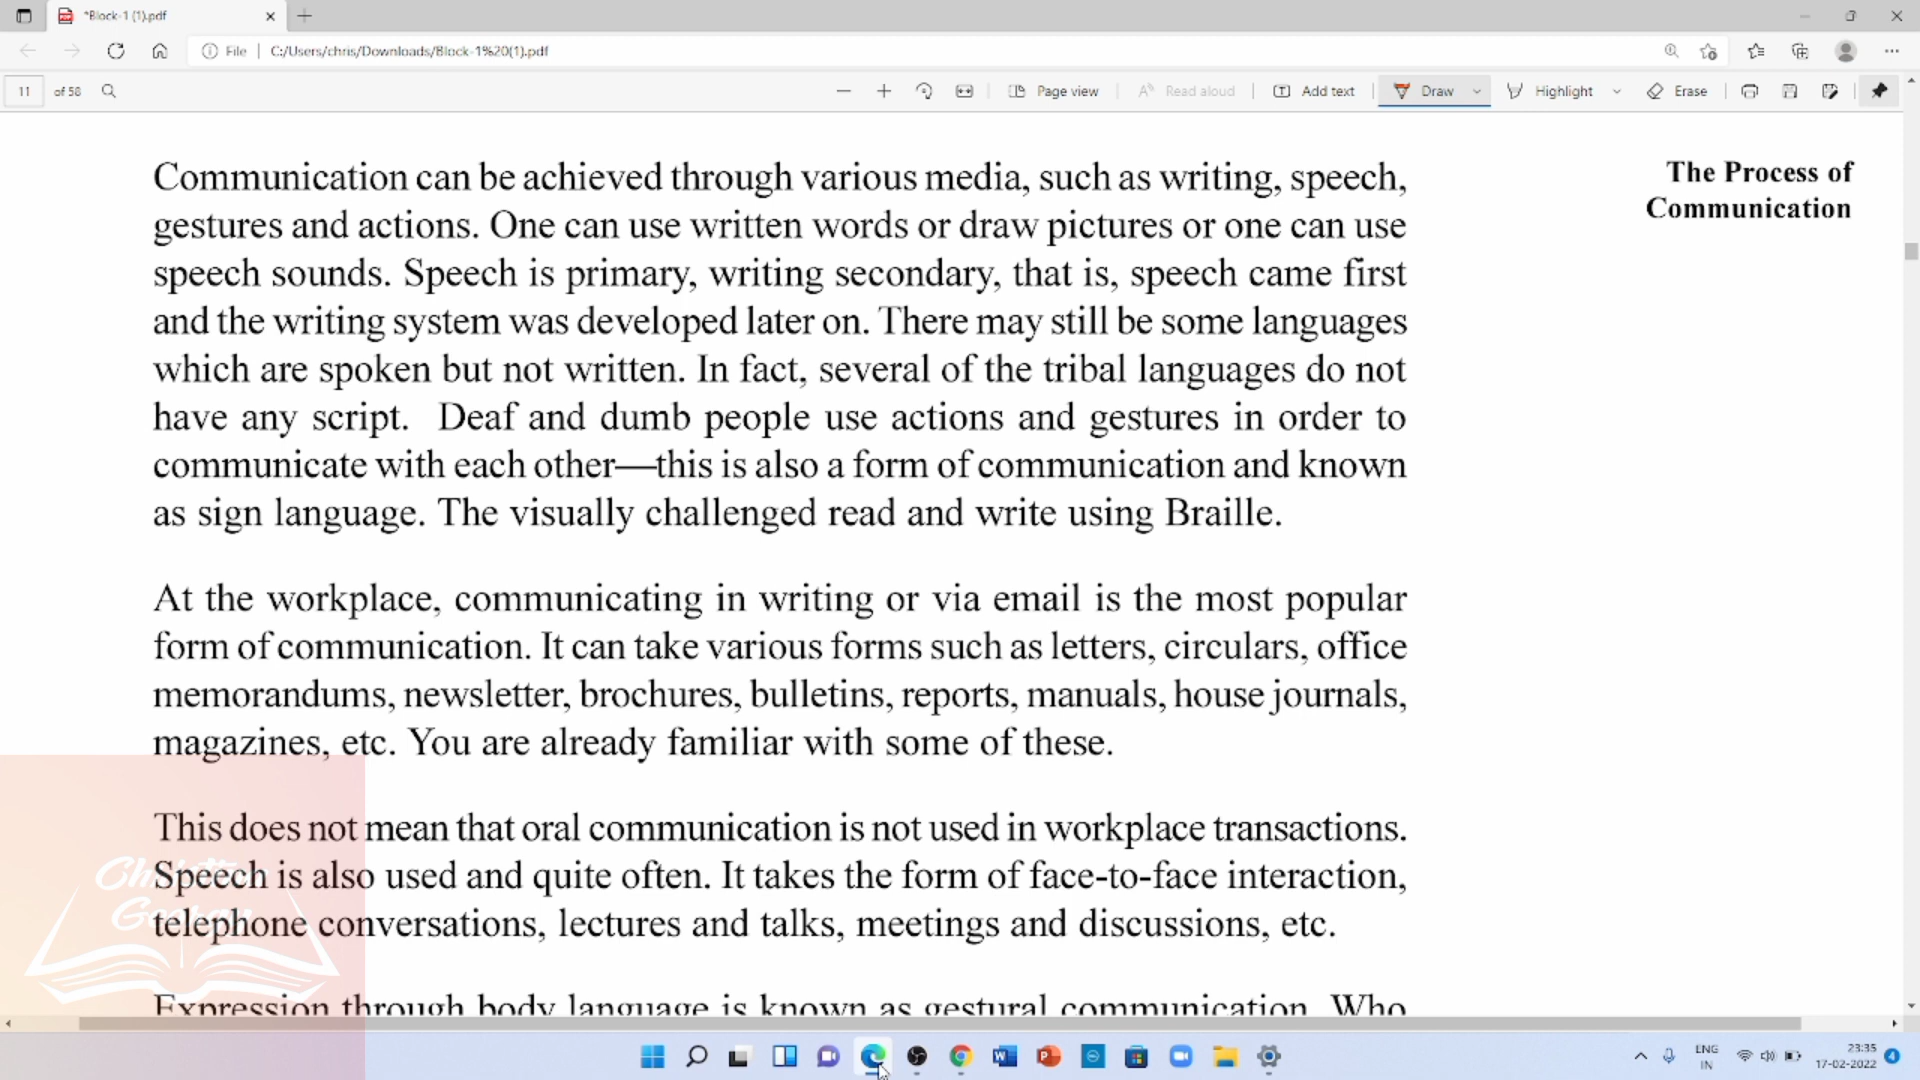 *Block-1 (1).pdf
File
C:/Users/chris/Downloads/Block-1%20(1).pdf
11 of 58
Page view
Read aloud
Add text
Draw
Highlight
Erase
The Process of
Communication
Communication can be achieved through various media, such as writing, speech,
gestures and actions. One can use written words or draw pictures or one can use
speech sounds. Speech is primary, writing secondary, that is, speech came first
and the writing system was developed later on. There may still be some languages
which are spoken but not written. In fact, several of the tribal languages do not
have any script. Deaf and dumb people use actions and gestures in order to
communicate with each other—this is also a form of communication and known
as sign language. The visually challenged read and write using Braille.
At the workplace, communicating in writing or via email is the most popular
form of communication. It can take various forms such as letters, circulars, office
memorandums, newsletter, brochures, bulletins, reports, manuals, house journals,
magazines, etc. You are already familiar with some of these.
This does not mean that oral communication is not used in workplace transactions.
Speech is also used and quite often. It takes the form of face-to-face interaction,
telephone conversations, lectures and talks, meetings and discussions, etc.
Expression through body language is known as gestural communication. Who
ENG
IN
23:35
17-02-2022
4